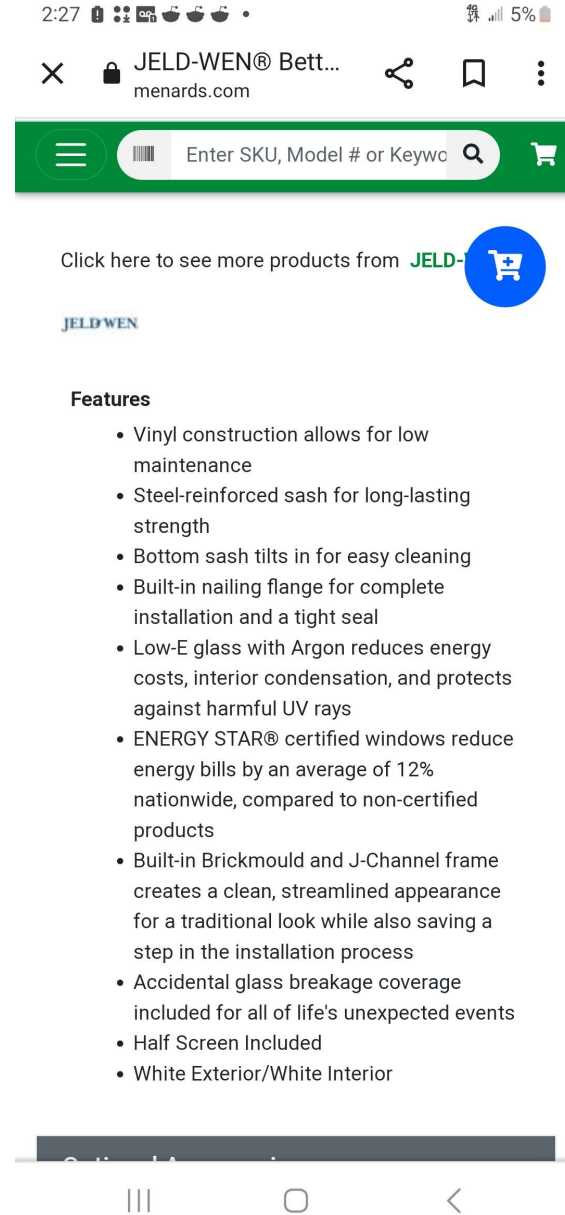 2:27
4G
5%
JELD-WEN® Bett...
menards.com
Enter SKU, Model # or Keywo
Click here to see more products from JELD-
JELD WEN
Features
• Vinyl construction allows for low
maintenance
• Steel-reinforced sash for long-lasting
strength
• Bottom sash tilts in for easy cleaning
• Built-in nailing flange for complete
installation and a tight seal
• Low-E glass with Argon reduces energy
costs, interior condensation, and protects
against harmful UV rays
• ENERGY STAR® certified windows reduce
energy bills by an average of 12%
nationwide, compared to non-certified
products
• Built-in Brickmould and J-Channel frame
creates a clean, streamlined appearance
for a traditional look while also saving a
step in the installation process
• Accidental glass breakage coverage
included for all of life's unexpected events
• Half Screen Included
• White Exterior/White Interior